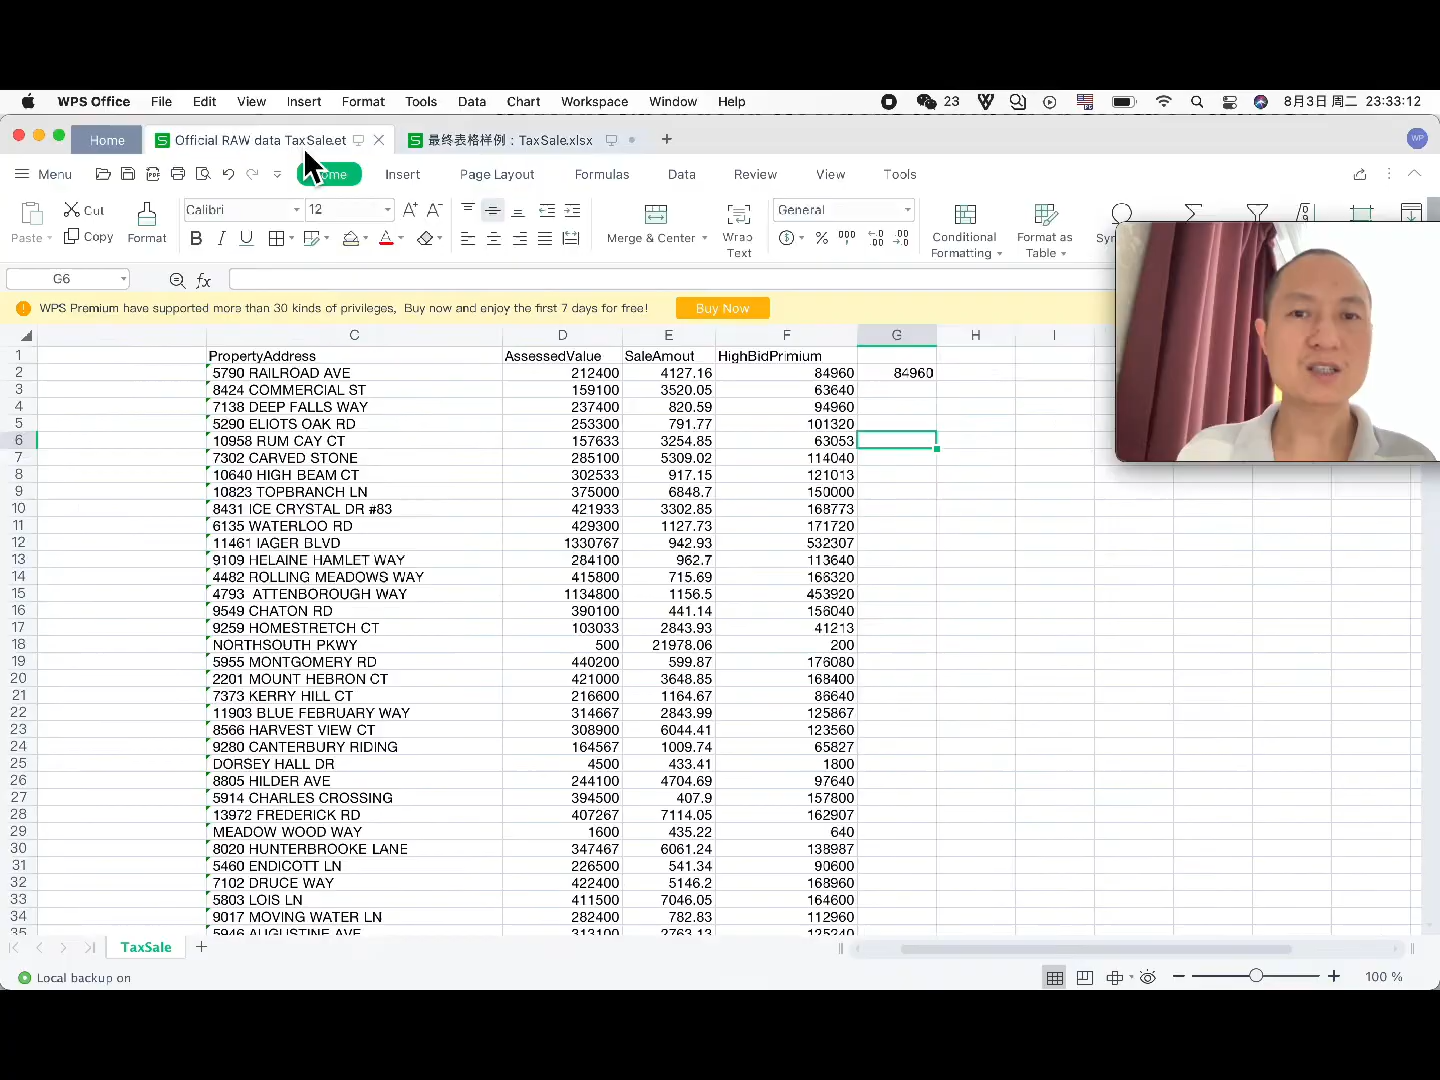 WPS Office File Edit View Insert Format Tools Data Chart Workspace Window Help 23 8月3日 周二 23:33:12
Home Official RAW data TaxSale.et 最终表格样例：TaxSale.xlsx WP
Menu Insert Page Layout Formulas Data Review View Tools
Cut Calibri 12 General
Paste Copy Format B I U Merge & Center Wrap Text Conditional Formatting Format as Table
G6 fx
WPS Premium have supported more than 30 kinds of privileges, Buy now and enjoy the first 7 days for free! Buy Now
C D E F G H I
1 PropertyAddress AssessedValue SaleAmout HighBidPrimium
2 5790 RAILROAD AVE 212400 4127.16 84960 84960
3 8424 COMMERCIAL ST 159100 3520.05 63640
4 7138 DEEP FALLS WAY 237400 820.59 94960
5 5290 ELIOTS OAK RD 253300 791.77 101320
6 10958 RUM CAY CT 157633 3254.85 63053
7 7302 CARVED STONE 285100 5309.02 114040
8 10640 HIGH BEAM CT 302533 917.15 121013
9 10823 TOPBRANCH LN 375000 6848.7 150000
10 8431 ICE CRYSTAL DR #83 421933 3302.85 168773
11 6135 WATERLOO RD 429300 1127.73 171720
12 11461 IAGER BLVD 1330767 942.93 532307
13 9109 HELAINE HAMLET WAY 284100 962.7 113640
14 4482 ROLLING MEADOWS WAY 415800 715.69 166320
15 4793 ATTENBOROUGH WAY 1134800 1156.5 453920
16 9549 CHATON RD 390100 441.14 156040
17 9259 HOMESTRETCH CT 103033 2843.93 41213
18 NORTHSOUTH PKWY 500 21978.06 200
19 5955 MONTGOMERY RD 440200 599.87 176080
20 2201 MOUNT HEBRON CT 421000 3648.85 168400
21 7373 KERRY HILL CT 216600 1164.67 86640
22 11903 BLUE FEBRUARY WAY 314667 2843.99 125867
23 8566 HARVEST VIEW CT 308900 6044.41 123560
24 9280 CANTERBURY RIDING 164567 1009.74 65827
25 DORSEY HALL DR 4500 433.41 1800
26 8805 HILDER AVE 244100 4704.69 97640
27 5914 CHARLES CROSSING 394500 407.9 157800
28 13972 FREDERICK RD 407267 7114.05 162907
29 MEADOW WOOD WAY 1600 435.22 640
30 8020 HUNTERBROOKE LANE 347467 6061.24 138987
31 5460 ENDICOTT LN 226500 541.34 90600
32 7102 DRUCE WAY 422400 5146.2 168960
33 5803 LOIS LN 411500 7046.05 164600
34 9017 MOVING WATER LN 282400 782.83 112960
35 5946 AUGUSTINE AVE 313100 2763.13 125240
TaxSale
Local backup on 100 %